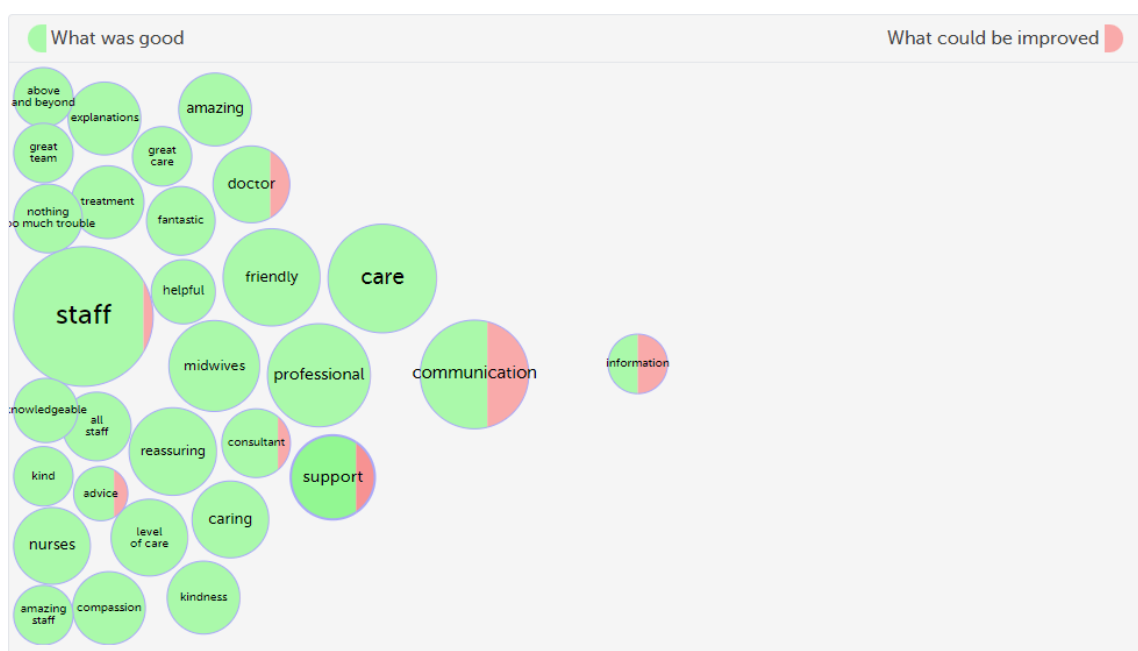 What was good
What could be improved
above
and beyond
explanations
amazing
great
team
great
care
doctor
treatment
nothing
oo much trouble
fantastic
friendly
care
staff
helpful
midwives
professional
communication
information
nowledgeable
all
staff
reassuring
consultant
support
kind
advice
caring
nurses
level
of care
kindness
amazing
staff
compassion